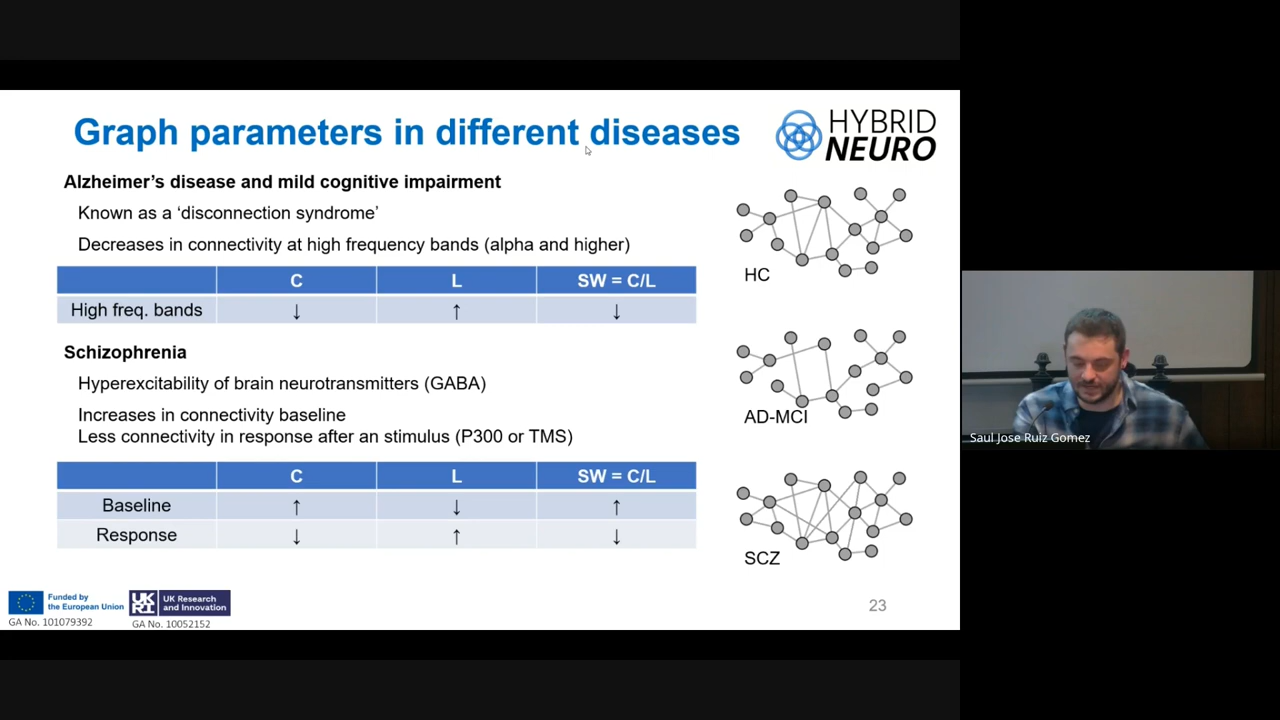 Graph parameters in different diseases
HYBRID
NEURO
Alzheimer's disease and mild cognitive impairment
Known as a 'disconnection syndrome'
Decreases in connectivity at high frequency bands (alpha and higher)
C L SW = C/L
High freq. bands ↓ ↑ ↓
HC
Schizophrenia
Hyperexcitability of brain neurotransmitters (GABA)
Increases in connectivity baseline
Less connectivity in response after an stimulus (P300 or TMS)
AD-MCI
C L SW = C/L
Baseline ↑ ↓ ↑
Response ↓ ↑ ↓
SCZ
Funded by
the European Union
GA No. 101079392
UK
RI
UK Research
and Innovation
GA No. 10052152
23
Saul Jose Ruiz Gomez